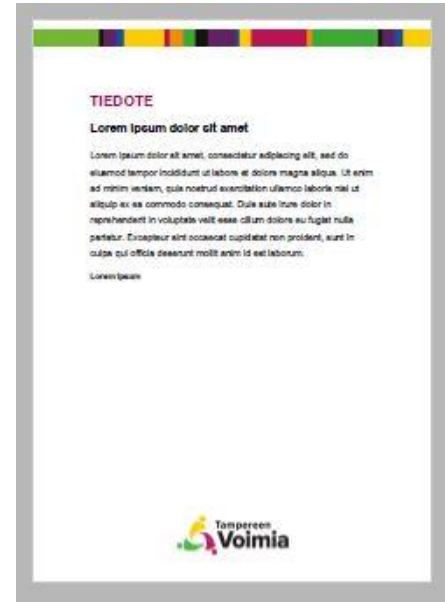 TIEDOTE
Lorem ipsum dolor sit amet
Lorem ipsum dolor sit amet, consectetur adipiscing elit, sed do
eiusmod tempor incididunt ut labore et dolore magna aliqua. Ut enim
ad minim veniam, quis nostrud exercitation ullamco laboris nisi ut
aliquip ex ea commodo consequat. Duis aute irure dolor in
reprehenderit in voluptate velit esse cillum dolore eu fugiat nulla
pariatur. Excepteur sint occaecat cupidatat non proident, sunt in
culpa qui officia deserunt mollit anim id est laborum.
Lorem ipsum
Tampereen
Voimia